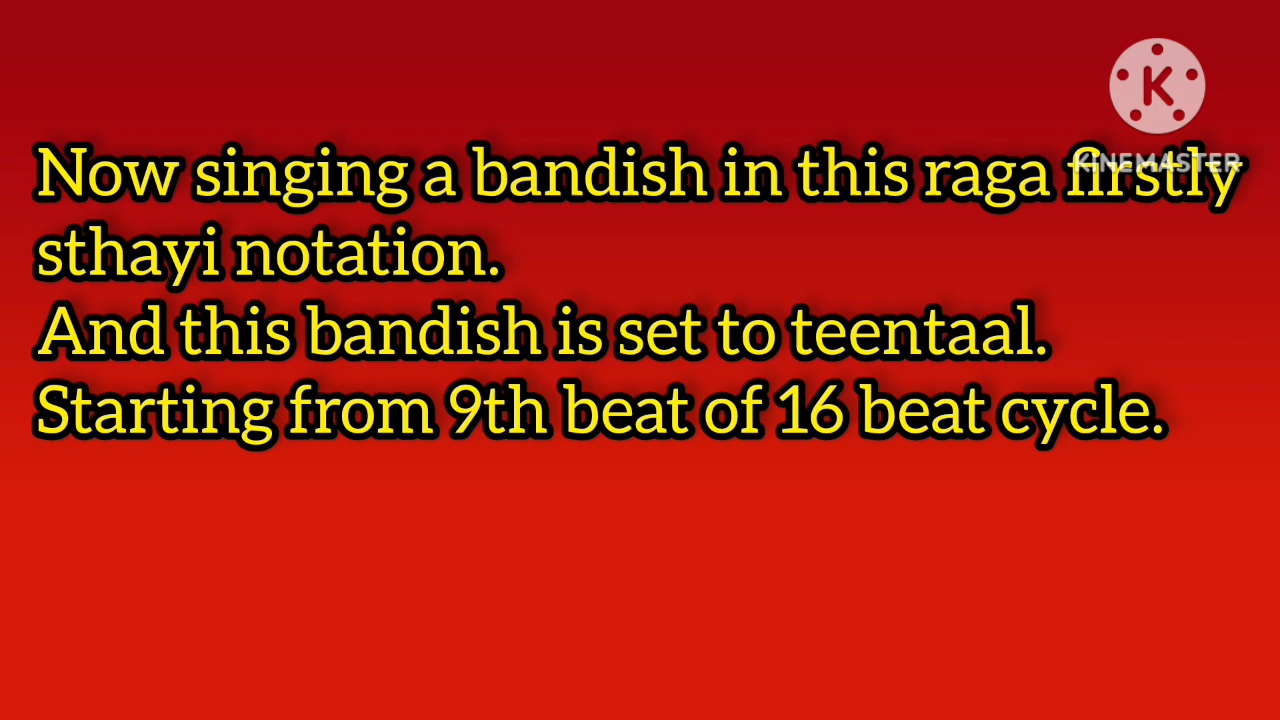 K
KINEMASTER
Now singing a bandish in this raga firstly
sthayi notation.
And this bandish is set to teentaal.
Starting from 9th beat of 16 beat cycle.